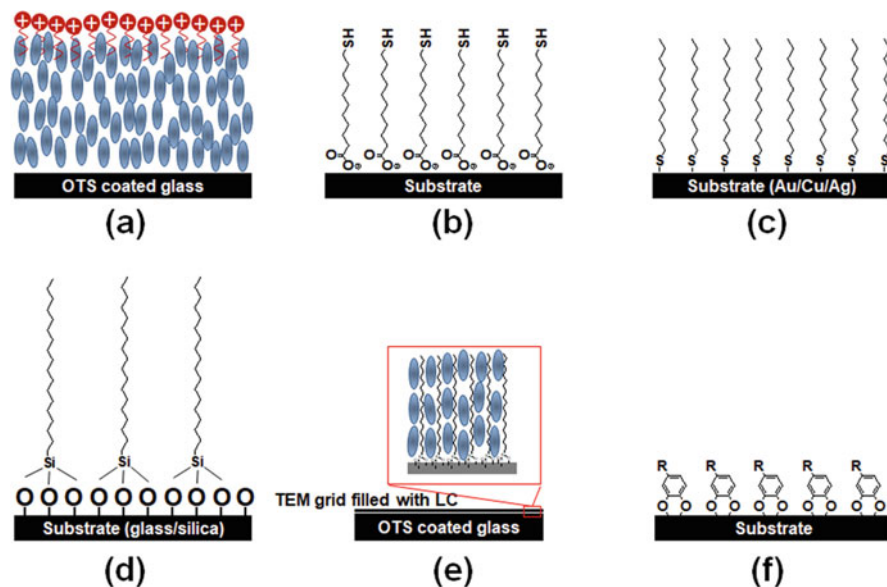 + + + + + + + + + + + +
OTS coated glass
(a)
SH SH SH SH SH
O O O O O O
O⊖ O⊖ O⊖ O⊖ O⊖ O⊖
Substrate
(b)
S S S S S S S S
Substrate (Au/Cu/Ag)
(c)
Si Si Si
O O O O O O O O O
Substrate (glass/silica)
(d)
TEM grid filled with LC
OTS coated glass
(e)
R R R R R
O O O O O O O O O O
Substrate
(f)